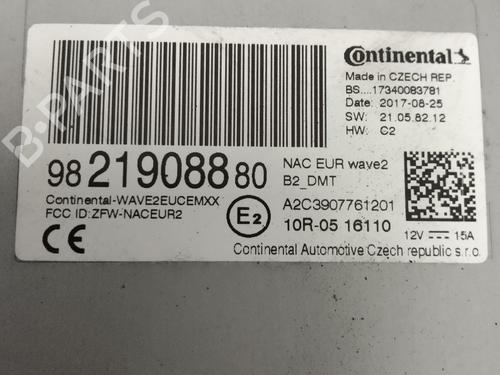 Continental
Made in CZECH REP.
BS....17340083781
Date: 2017-08-25
SW: 21.05.82.12
HW: C2
98 219088 80
NAC EUR wave2
B2_DMT
Continental-WAVE2EUCEMXX
FCC ID:ZFW-NACEUR2
E2
A2C3907761201
10R-05 16110
12V 15A
CE
Continental Automotive Czech republic s.r.o.
B-PARTS